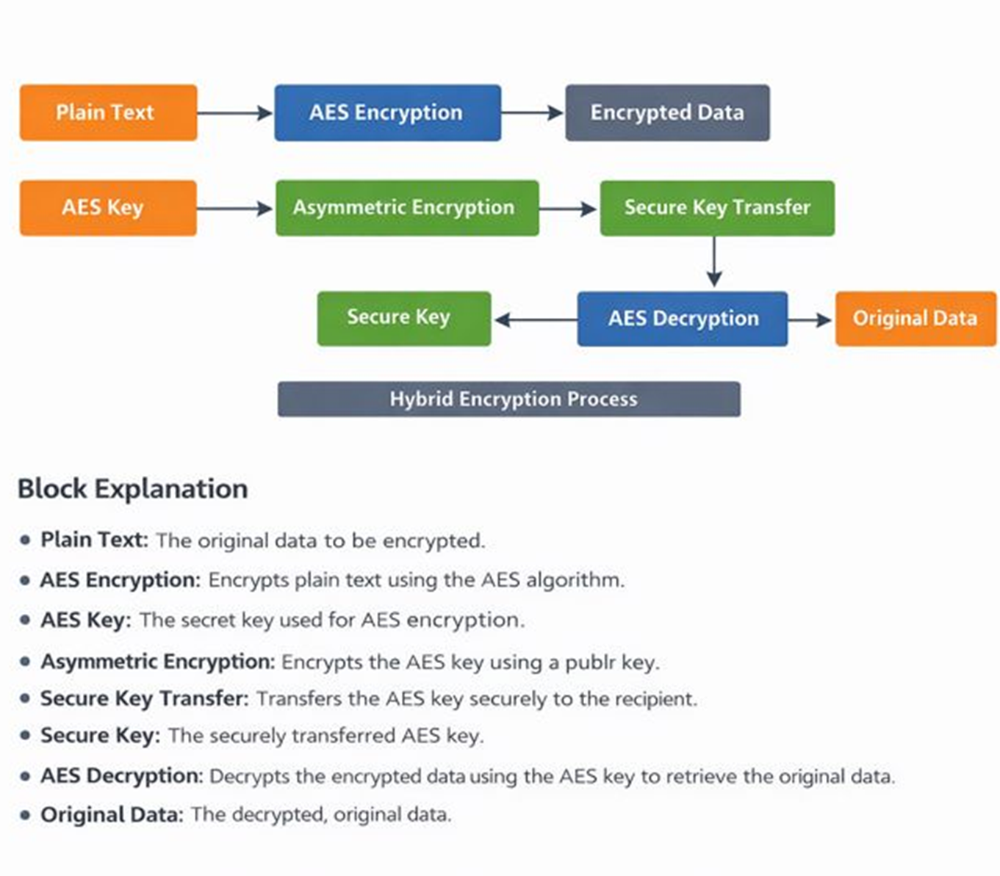 Plain Text
AES Encryption
Encrypted Data
AES Key
Asymmetric Encryption
Secure Key Transfer
Secure Key
AES Decryption
Original Data
Hybrid Encryption Process
Block Explanation
• Plain Text: The original data to be encrypted.
• AES Encryption: Encrypts plain text using the AES algorithm.
• AES Key: The secret key used for AES encryption.
• Asymmetric Encryption: Encrypts the AES key using a publr key.
• Secure Key Transfer: Transfers the AES key securely to the recipient.
• Secure Key: The securely transferred AES key.
• AES Decryption: Decrypts the encrypted data using the AES key to retrieve the original data.
• Original Data: The decrypted, original data.